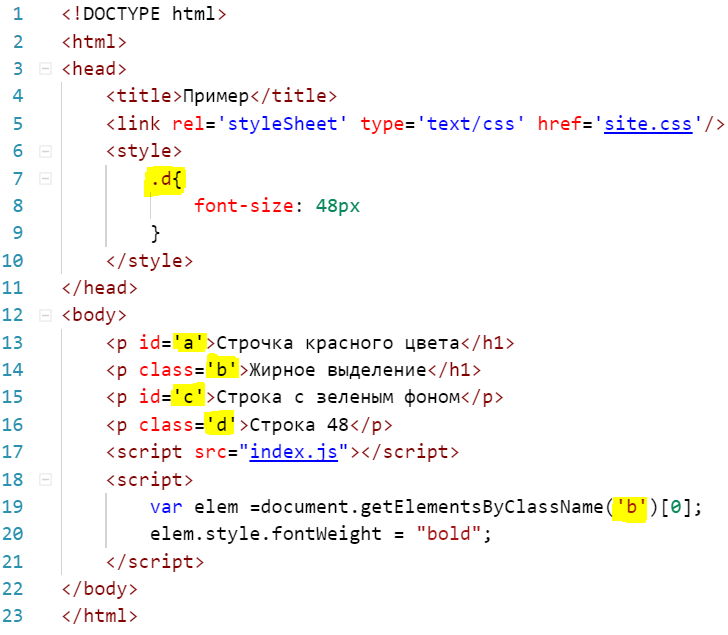 1 <!DOCTYPE html>
2 <html>
3 <head>
4 <title>Пример</title>
5 <link rel='styleSheet' type='text/css' href='site.css'/>
6 <style>
7 .d{
8 font-size: 48px
9 }
10 </style>
11 </head>
12 <body>
13 <p id='a'>Строчка красного цвета</h1>
14 <p class='b'>Жирное выделение</h1>
15 <p id='c'>Строка с зеленым фоном</p>
16 <p class='d'>Строка 48</p>
17 <script src="index.js"></script>
18 <script>
19 var elem =document.getElementsByClassName('b')[0];
20 elem.style.fontWeight = "bold";
21 </script>
22 </body>
23 </html>